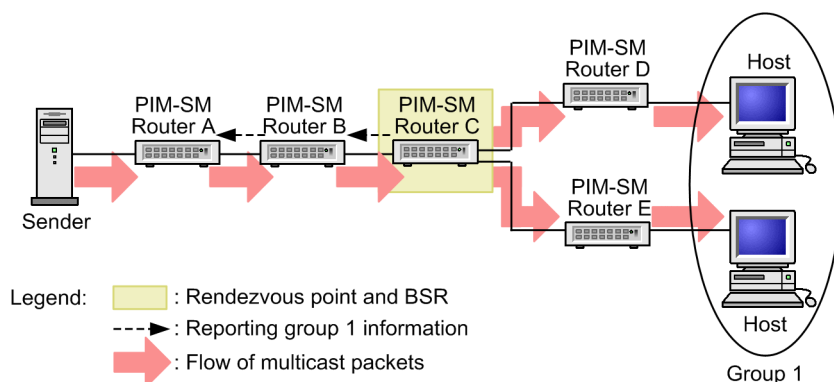 PIM-SM
Router D
Host
PIM-SM
Router A
PIM-SM
Router B
PIM-SM
Router C
Sender
PIM-SM
Router E
Host
Legend:
: Rendezvous point and BSR
: Reporting group 1 information
: Flow of multicast packets
Group 1